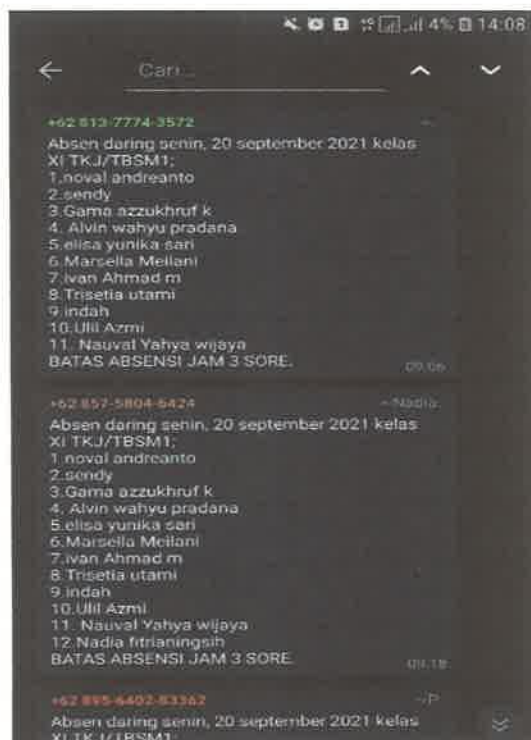 4% 14:08
Cari...
+62 813-7774-3572
Absen daring senin, 20 september 2021 kelas
XI TKJ/TBSM1;
1.noval andreanto
2.sendy
3.Gama azzukhruf k
4. Alvin wahyu pradana
5.elisa yunika sari
6.Marsella Meilani
7.ivan Ahmad m
8.Trisetia utami
9.indah
10.Ulil Azmi
11. Nauval Yahya wijaya
BATAS ABSENSI JAM 3 SORE.
09.06
+62 857-5804-6424 ~Nadia
Absen daring senin, 20 september 2021 kelas
XI TKJ/TBSM1;
1.noval andreanto
2.sendy
3.Gama azzukhruf k
4. Alvin wahyu pradana
5.elisa yunika sari
6.Marsella Meilani
7.ivan Ahmad m
8.Trisetia utami
9.indah
10.Ulil Azmi
11. Nauval Yahya wijaya
12.Nadia fitrianingsih
BATAS ABSENSI JAM 3 SORE.
09.18
+62 895-6402-83362 ~P
Absen daring senin, 20 september 2021 kelas
XI TKJ/TBSM1;